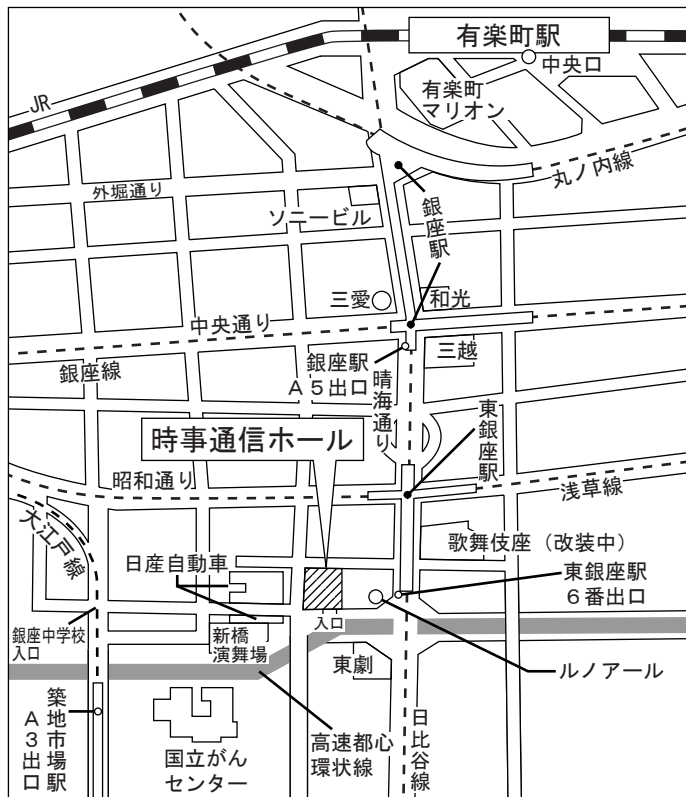 有楽町駅
中央口
有楽町
マリオン
JR
丸ノ内線
外堀通り
ソニービル
銀座駅
三愛
和光
中央通り
三越
銀座線
銀座駅
A5出口
晴海通り
時事通信ホール
東銀座駅
昭和通り
浅草線
大江戸線
歌舞伎座(改装中)
日産自動車
東銀座駅
6番出口
入口
銀座中学校
入口
新橋
演舞場
東劇
ルノアール
築地市場駅
A3出口
国立がん
センター
高速都心
環状線
日比谷線